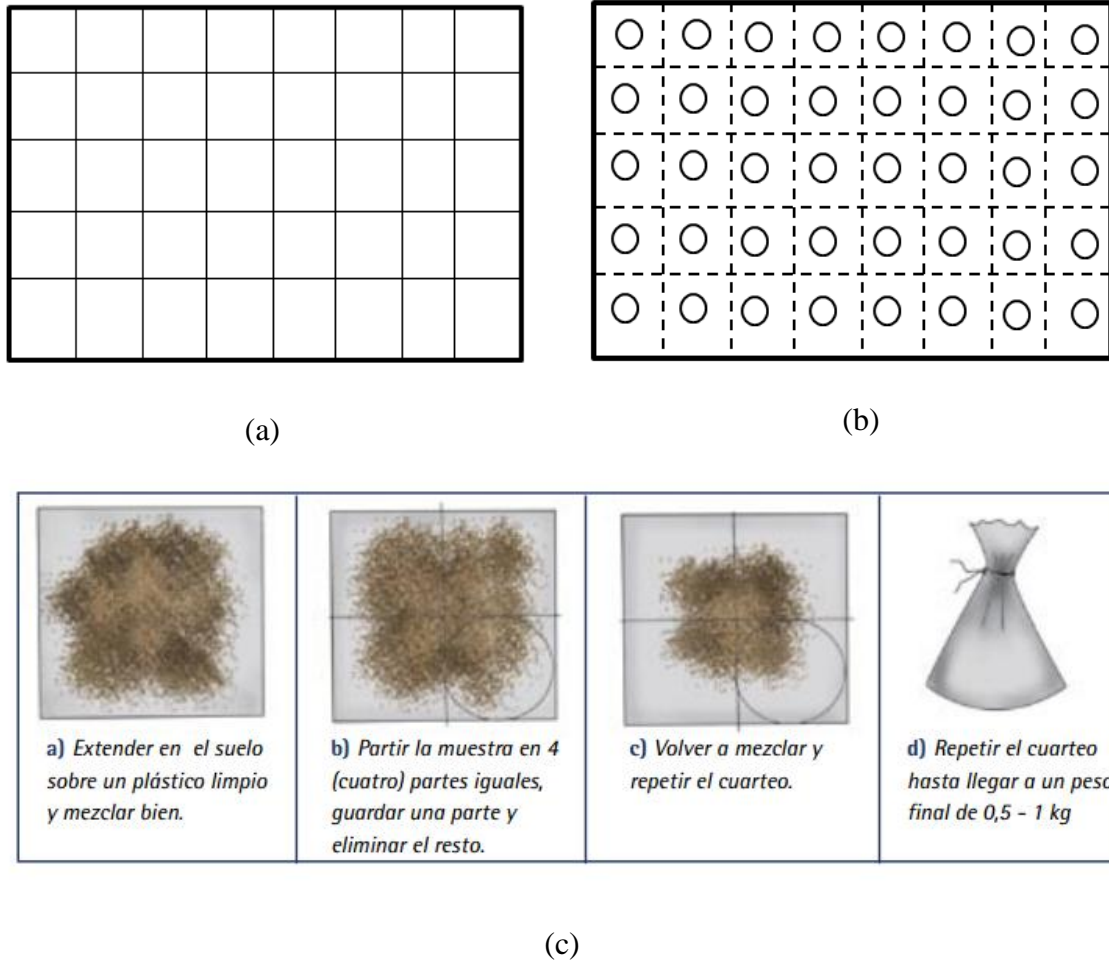 (a)
(b)
a) Extender en el suelo
sobre un plástico limpio
y mezclar bien.
b) Partir la muestra en 4
(cuatro) partes iguales,
guardar una parte y
eliminar el resto.
c) Volver a mezclar y
repetir el cuarteo.
d) Repetir el cuarteo
hasta llegar a un peso
final de 0,5 - 1 kg
(c)